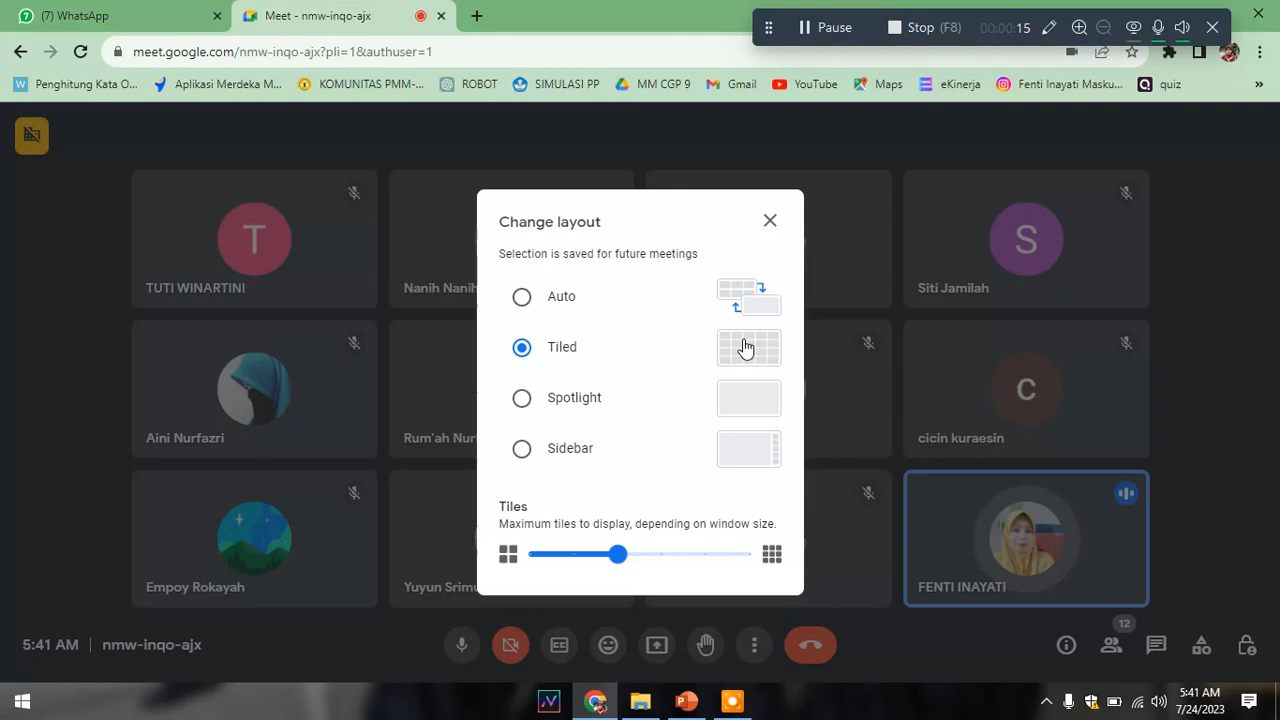 WhatsApp
Meet - nmw-inqo-ajx
Pause
Stop (F8)
00:00:15
meet.google.com/nmw-inqo-ajx?pli=1&authuser=1
Penghitung Kata O...
Aplikasi Merdeka M...
KOMUNITAS PMM-...
ROBOT
SIMULASI PP
MM CGP 9
Gmail
YouTube
Maps
eKinerja
Fenti Inayati Masku...
quiz
»
T
TUTI WINARTINI
Nanih Nanih
S
Siti Jamilah
Change layout
Selection is saved for future meetings
Auto
Tiled
Spotlight
Sidebar
Tiles
Maximum tiles to display, depending on window size.
Aini Nurfazri
Rum'ah Nur
C
cicin kuraesin
Empoy Rokayah
Yuyun Srimu
FENTI INAYATI
5:41 AM | nmw-inqo-ajx
12
5:41 AM
7/24/2023